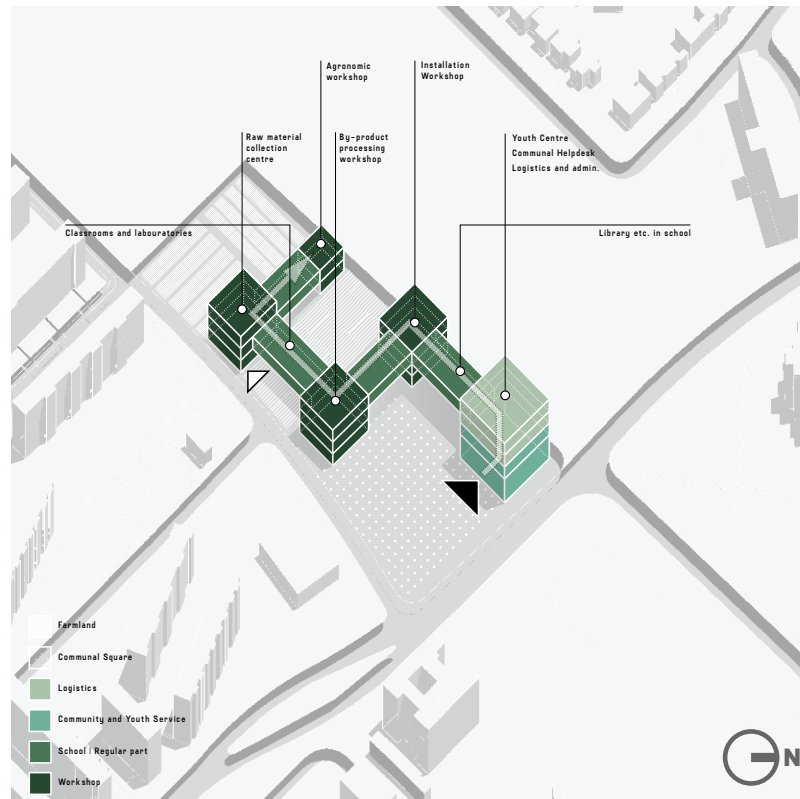 Agronomic
workshop
Installation
Workshop
Raw material
collection
centre
By-product
processing
workshop
Youth Centre
Communal Helpdesk
Logistics and admin.
Classrooms and labouratories
Library etc. in school
Farmland
Communal Square
Logistics
Community and Youth Service
School | Regular part
Workshop
N